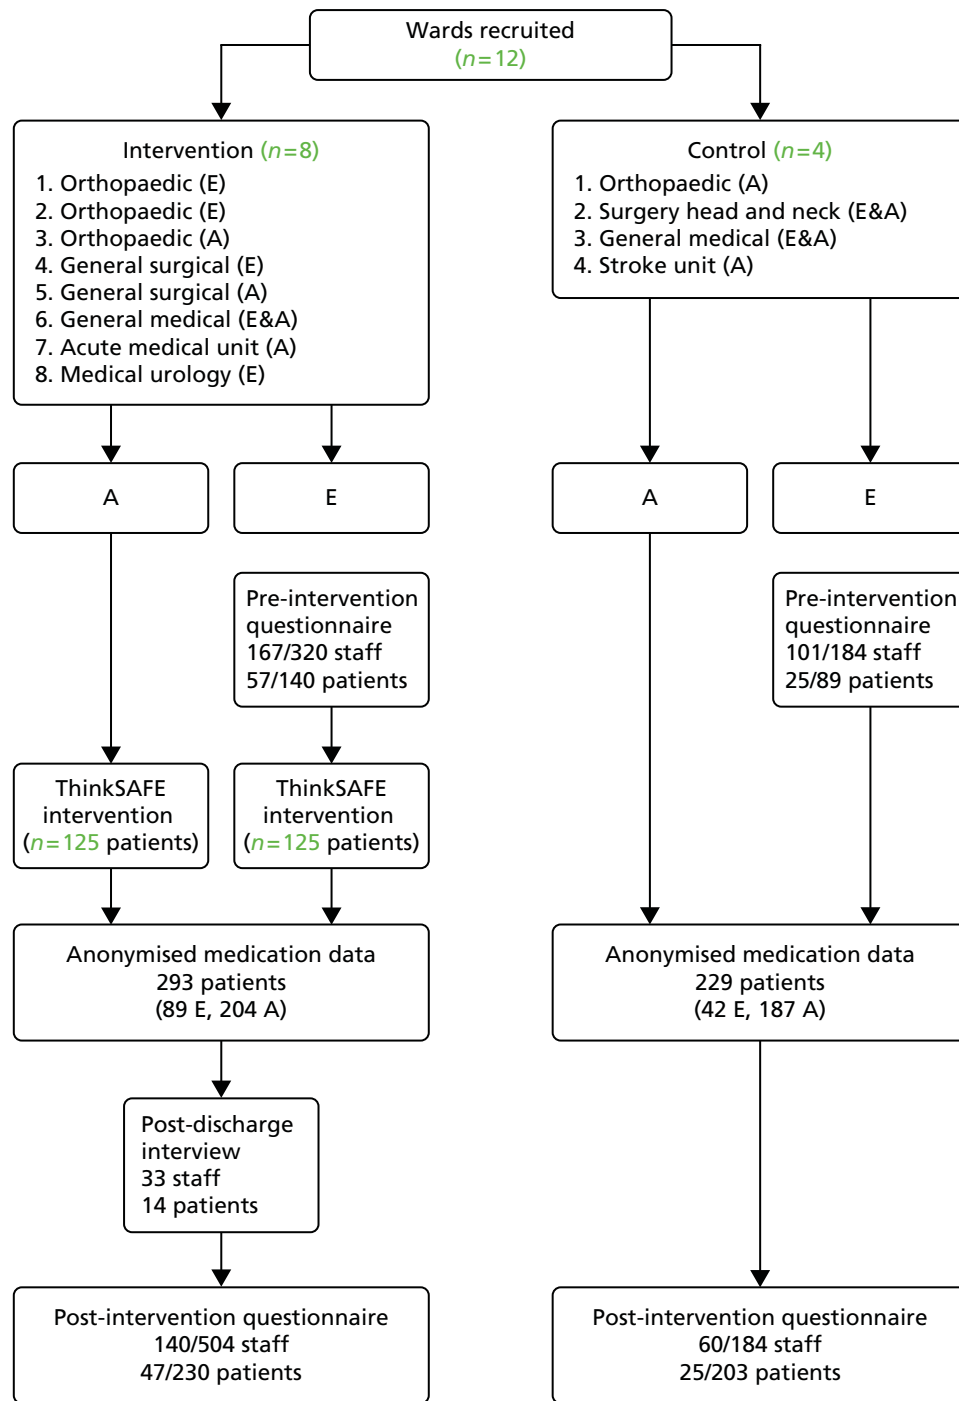 Wards recruited
(n=12)
Intervention (n=8)
1. Orthopaedic (E)
2. Orthopaedic (E)
3. Orthopaedic (A)
4. General surgical (E)
5. General surgical (A)
6. General medical (E&A)
7. Acute medical unit (A)
8. Medical urology (E)
Control (n=4)
1. Orthopaedic (A)
2. Surgery head and neck (E&A)
3. General medical (E&A)
4. Stroke unit (A)
A
E
A
E
Pre-intervention
questionnaire
167/320 staff
57/140 patients
Pre-intervention
questionnaire
101/184 staff
25/89 patients
ThinkSAFE
intervention
(n=125 patients)
ThinkSAFE
intervention
(n=125 patients)
Anonymised medication data
293 patients
(89 E, 204 A)
Anonymised medication data
229 patients
(42 E, 187 A)
Post-discharge
interview
33 staff
14 patients
Post-intervention questionnaire
140/504 staff
47/230 patients
Post-intervention questionnaire
60/184 staff
25/203 patients